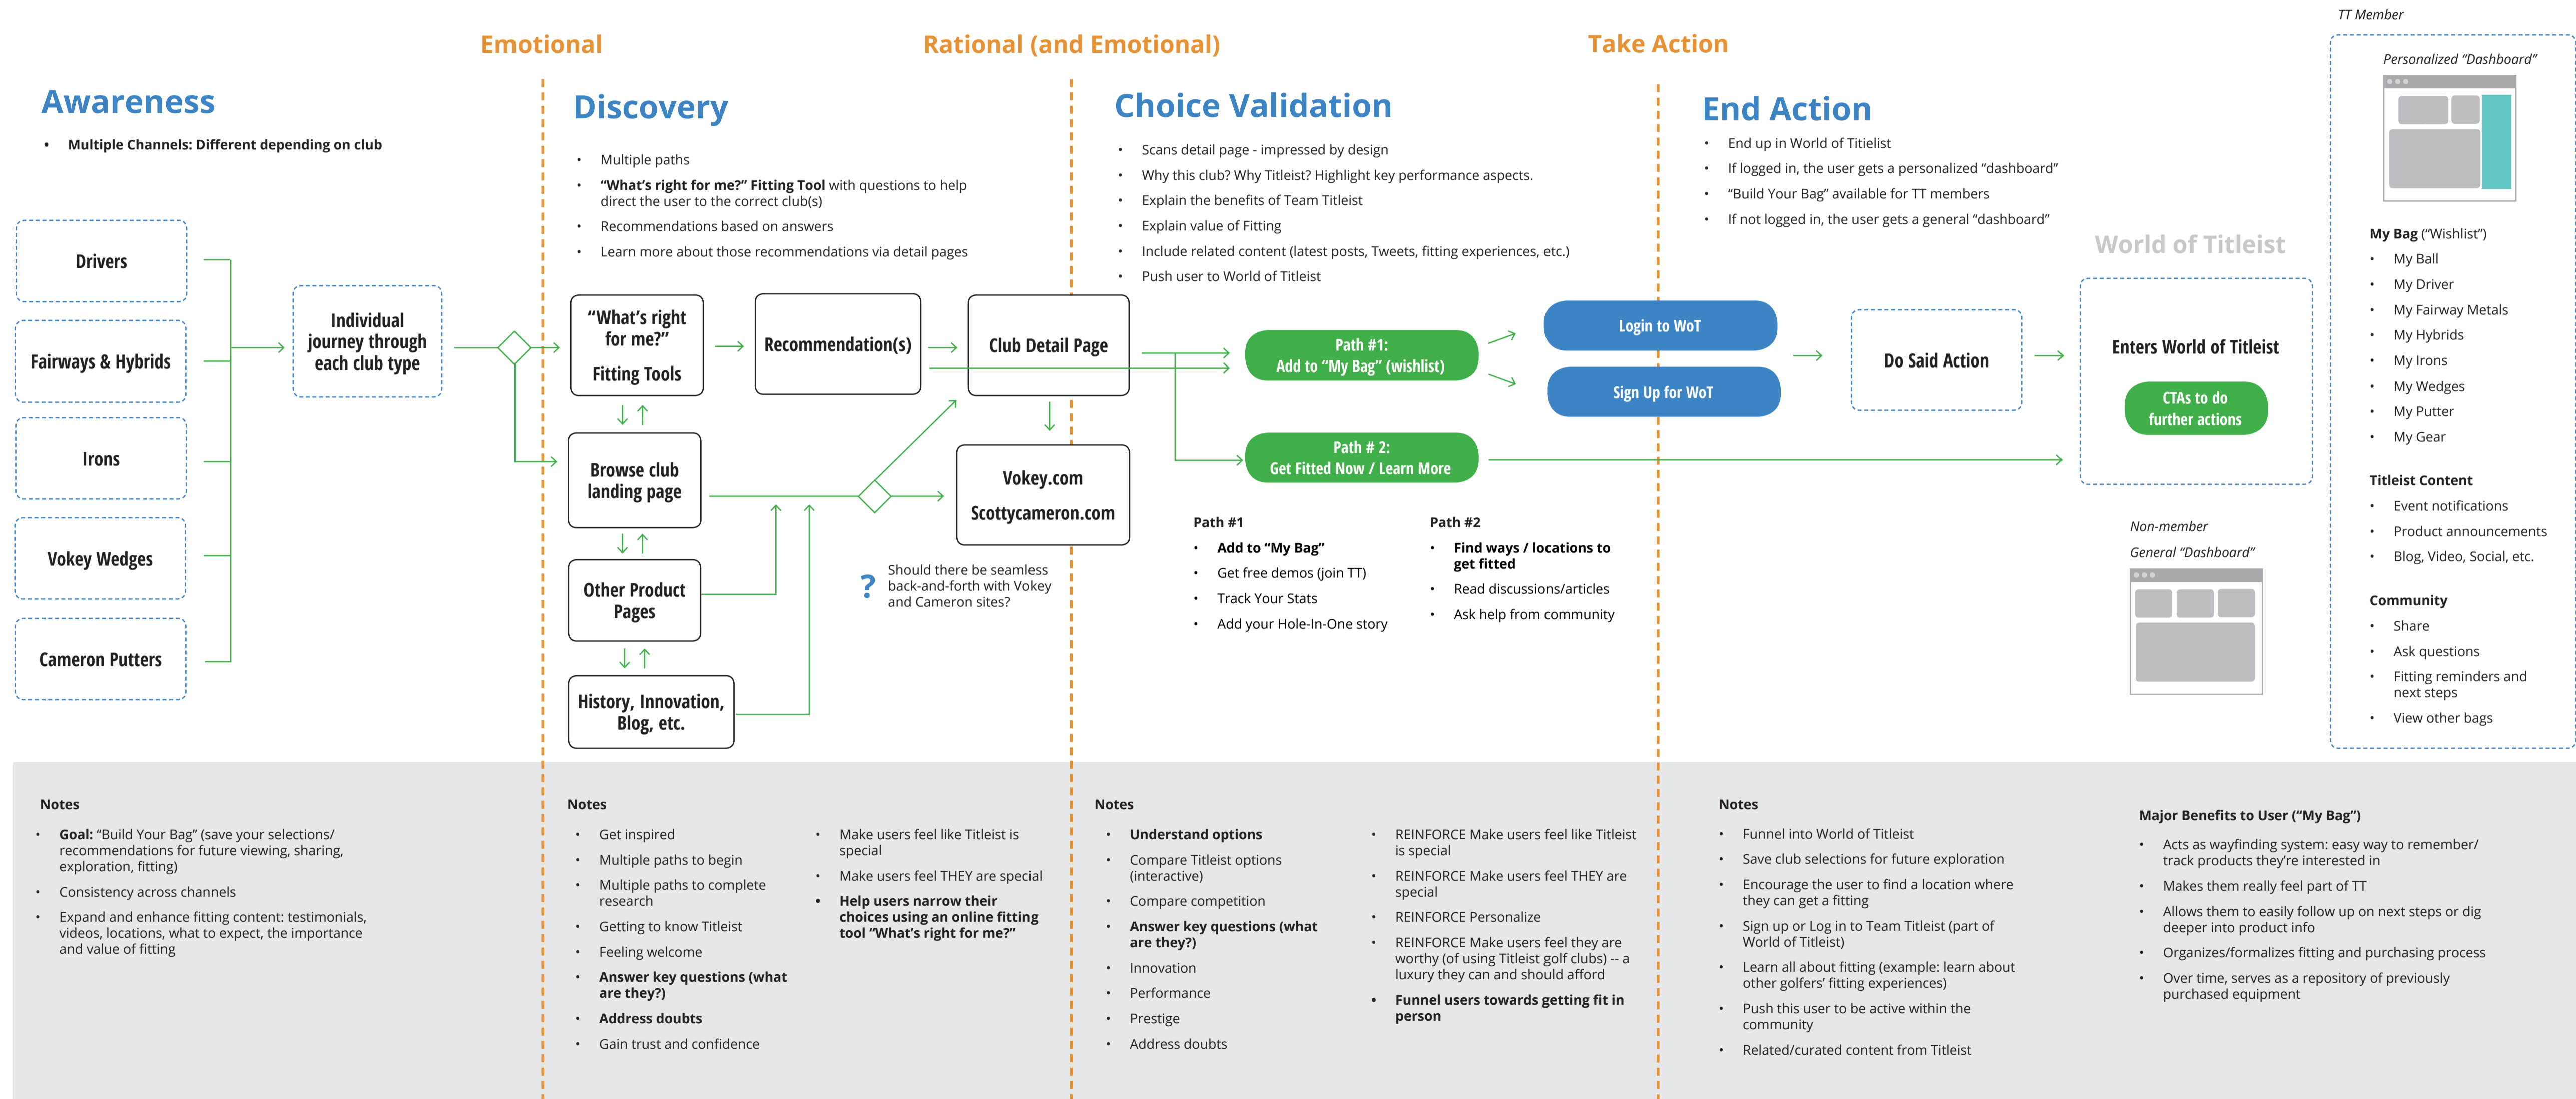 TT Member
Emotional
Rational (and Emotional)
Take Action
Awareness
• Multiple Channels: Different depending on club
Drivers
Fairways & Hybrids
Irons
Vokey Wedges
Cameron Putters
Individual
journey through
each club type
Discovery
• Multiple paths
• “What’s right for me?” Fitting Tool with questions to help
direct the user to the correct club(s)
• Recommendations based on answers
• Learn more about those recommendations via detail pages
“What’s right
for me?”
Fitting Tools
Recommendation(s)
Club Detail Page
Browse club
landing page
Vokey.com
Scottycameron.com
Other Product
Pages
? Should there be seamless
back-and-forth with Vokey
and Cameron sites?
History, Innovation,
Blog, etc.
Choice Validation
• Scans detail page - impressed by design
• Why this club? Why Titleist? Highlight key performance aspects.
• Explain the benefits of Team Titleist
• Explain value of Fitting
• Include related content (latest posts, Tweets, fitting experiences, etc.)
• Push user to World of Titleist
Path #1:
Add to “My Bag” (wishlist)
Path # 2:
Get Fitted Now / Learn More
Login to WoT
Sign Up for WoT
Path #1
• Add to “My Bag”
• Get free demos (join TT)
• Track Your Stats
• Add your Hole-In-One story
Path #2
• Find ways / locations to
get fitted
• Read discussions/articles
• Ask help from community
End Action
• End up in World of Titielist
• If logged in, the user gets a personalized “dashboard”
• “Build Your Bag” available for TT members
• If not logged in, the user gets a general “dashboard”
Do Said Action
World of Titleist
Enters World of Titleist
CTAs to do
further actions
Non-member
General “Dashboard”
Personalized “Dashboard”
My Bag (“Wishlist”)
• My Ball
• My Driver
• My Fairway Metals
• My Hybrids
• My Irons
• My Wedges
• My Putter
• My Gear
Titleist Content
• Event notifications
• Product announcements
• Blog, Video, Social, etc.
Community
• Share
• Ask questions
• Fitting reminders and
next steps
• View other bags
Notes
• Goal: “Build Your Bag” (save your selections/
recommendations for future viewing, sharing,
exploration, fitting)
• Consistency across channels
• Expand and enhance fitting content: testimonials,
videos, locations, what to expect, the importance
and value of fitting
Notes
• Get inspired
• Multiple paths to begin
• Multiple paths to complete
research
• Getting to know Titleist
• Feeling welcome
• Answer key questions (what
are they?)
• Address doubts
• Gain trust and confidence
• Make users feel like Titleist is
special
• Make users feel THEY are special
• Help users narrow their
choices using an online fitting
tool “What’s right for me?”
Notes
• Understand options
• Compare Titleist options
(interactive)
• Compare competition
• Answer key questions (what
are they?)
• Innovation
• Performance
• Prestige
• Address doubts
• REINFORCE Make users feel like Titleist
is special
• REINFORCE Make users feel THEY are
special
• REINFORCE Personalize
• REINFORCE Make users feel they are
worthy (of using Titleist golf clubs) -- a
luxury they can and should afford
• Funnel users towards getting fit in
person
Notes
• Funnel into World of Titleist
• Save club selections for future exploration
• Encourage the user to find a location where
they can get a fitting
• Sign up or Log in to Team Titleist (part of
World of Titleist)
• Learn all about fitting (example: learn about
other golfers’ fitting experiences)
• Push this user to be active within the
community
• Related/curated content from Titleist
Major Benefits to User (“My Bag”)
• Acts as wayfinding system: easy way to remember/
track products they’re interested in
• Makes them really feel part of TT
• Allows them to easily follow up on next steps or dig
deeper into product info
• Organizes/formalizes fitting and purchasing process
• Over time, serves as a repository of previously
purchased equipment